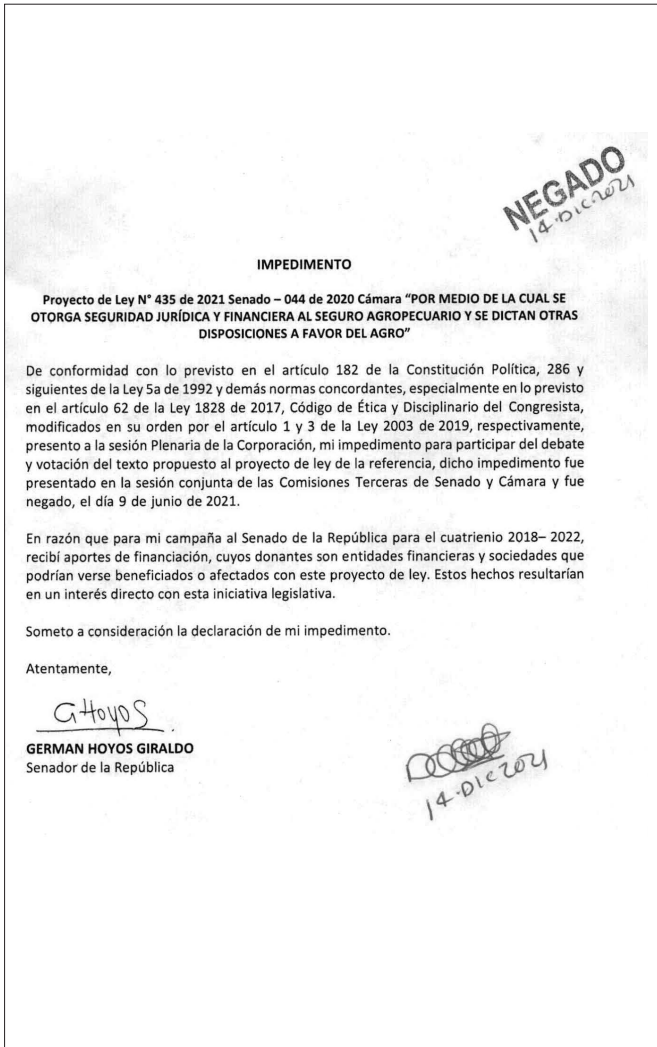 NEGADO
14.DIC.2021
IMPEDIMENTO
Proyecto de Ley N° 435 de 2021 Senado – 044 de 2020 Cámara “POR MEDIO DE LA CUAL SE
OTORGA SEGURIDAD JURÍDICA Y FINANCIERA AL SEGURO AGROPECUARIO Y SE DICTAN OTRAS
DISPOSICIONES A FAVOR DEL AGRO”
De conformidad con lo previsto en el artículo 182 de la Constitución Política, 286 y
siguientes de la Ley 5a de 1992 y demás normas concordantes, especialmente en lo previsto
en el artículo 62 de la Ley 1828 de 2017, Código de Ética y Disciplinario del Congresista,
modificados en su orden por el artículo 1 y 3 de la Ley 2003 de 2019, respectivamente,
presento a la sesión Plenaria de la Corporación, mi impedimento para participar del debate
y votación del texto propuesto al proyecto de ley de la referencia, dicho impedimento fue
presentado en la sesión conjunta de las Comisiones Terceras de Senado y Cámara y fue
negado, el día 9 de junio de 2021.
En razón que para mi campaña al Senado de la República para el cuatrienio 2018– 2022,
recibí aportes de financiación, cuyos donantes son entidades financieras y sociedades que
podrían verse beneficiados o afectados con este proyecto de ley. Estos hechos resultarían
en un interés directo con esta iniciativa legislativa.
Someto a consideración la declaración de mi impedimento.
Atentamente,
GHoyos
GERMAN HOYOS GIRALDO
Senador de la República
14.DIC 2021